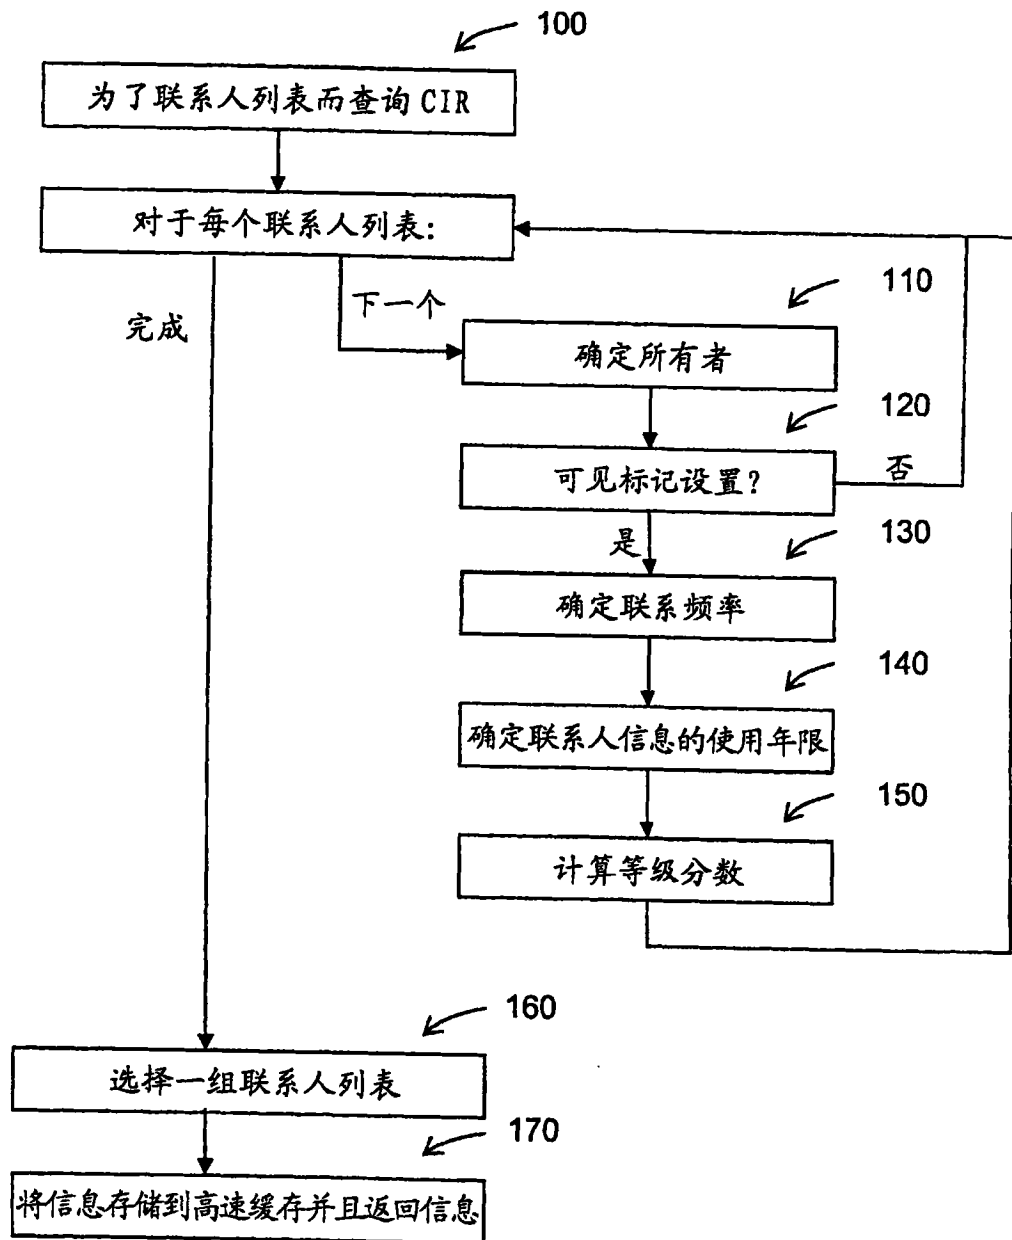 100
为了联系人列表而查询CIR
对于每个联系人列表:
完成
下一个
110
确定所有者
120
可见标记设置?
否
是
130
确定联系频率
140
确定联系人信息的使用年限
150
计算等级分数
160
选择一组联系人列表
170
将信息存储到高速缓存并且返回信息